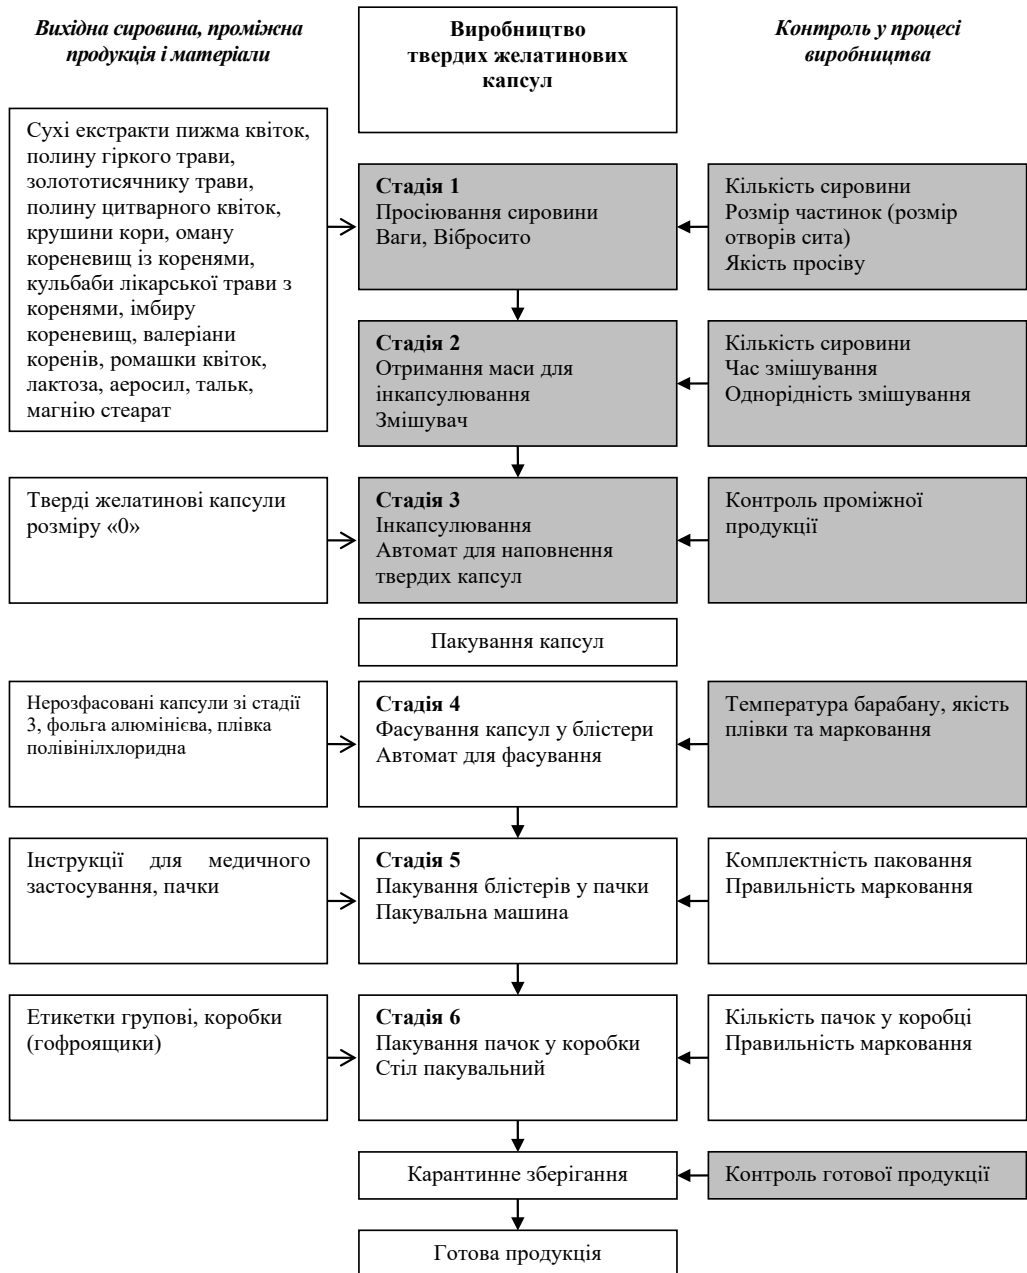 Вихідна сировина, проміжна
продукція і матеріали
Виробництво
твердих желатинових
капсул
Контроль у процесі
виробництва
Сухі екстракти пижма квіток,
полину гіркого трави,
золототисячнику трави,
полину цитварного квіток,
крушини кори, оману
кореневищ із коренями,
кульбаби лікарської трави з
коренями, імбиру
кореневищ, валеріани
коренів, ромашки квіток,
лактоза, аеросил, тальк,
магнію стеарат
Стадія 1
Просіювання сировини
Ваги, Вібросито
Кількість сировини
Розмір частинок (розмір
отворів сита)
Якість просіву
Стадія 2
Отримання маси для
інкапсулювання
Змішувач
Кількість сировини
Час змішування
Однорідність змішування
Тверді желатинові капсули
розміру «0»
Стадія 3
Інкапсулювання
Автомат для наповнення
твердих капсул
Контроль проміжної
продукції
Пакування капсул
Нерозфасовані капсули зі стадії
3, фольга алюмінієва, плівка
полівінілхлоридна
Стадія 4
Фасування капсул у блістери
Автомат для фасування
Температура барабану, якість
плівки та марковання
Інструкції для медичного
застосування, пачки
Стадія 5
Пакування блістерів у пачки
Пакувальна машина
Комплектність паковання
Правильність марковання
Етикетки групові, коробки
(гофроящики)
Стадія 6
Пакування пачок у коробки
Стіл пакувальний
Кількість пачок у коробці
Правильність марковання
Карантинне зберігання
Контроль готової продукції
Готова продукція